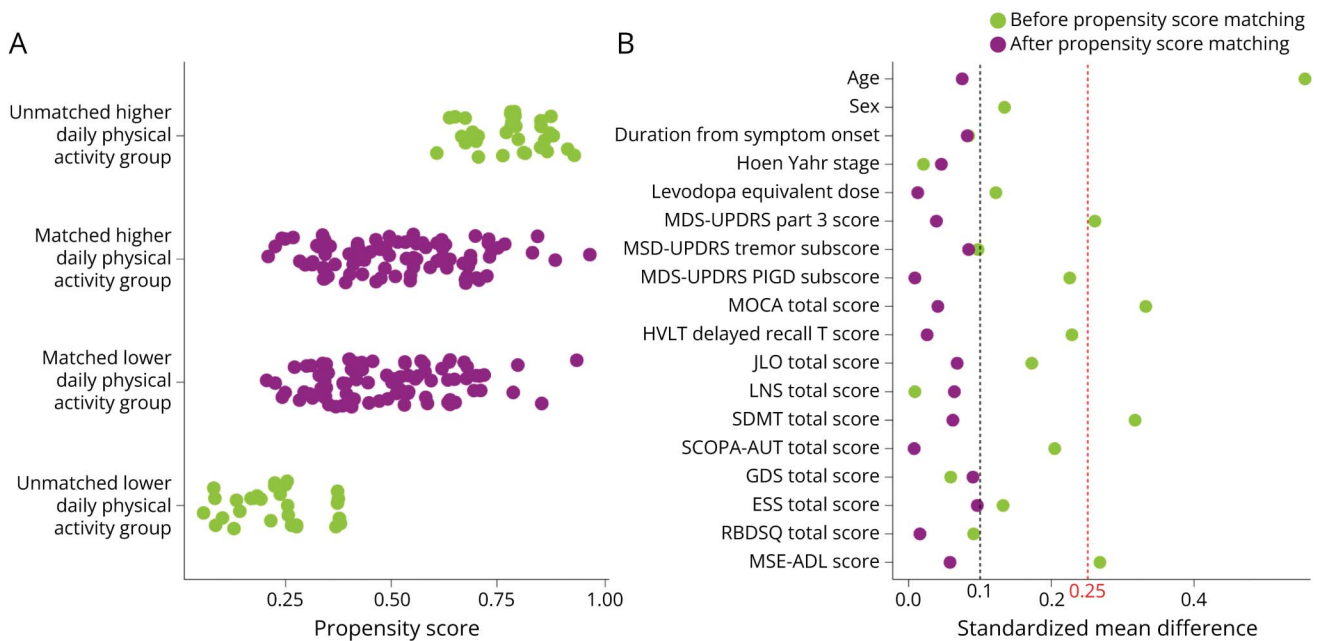 A
Unmatched higher
daily physical
activity group
Matched higher
daily physical
activity group
Matched lower
daily physical
activity group
Unmatched lower
daily physical
activity group
0.25
0.50
0.75
1.00
Propensity score
B
Before propensity score matching
After propensity score matching
Age
Sex
Duration from symptom onset
Hoen Yahr stage
Levodopa equivalent dose
MDS-UPDRS part 3 score
MSD-UPDRS tremor subscore
MDS-UPDRS PIGD subscore
MOCA total score
HVLT delayed recall T score
JLO total score
LNS total score
SDMT total score
SCOPA-AUT total score
GDS total score
ESS total score
RBDSQ total score
MSE-ADL score
0.0
0.1
0.2
0.25
0.4
Standardized mean difference